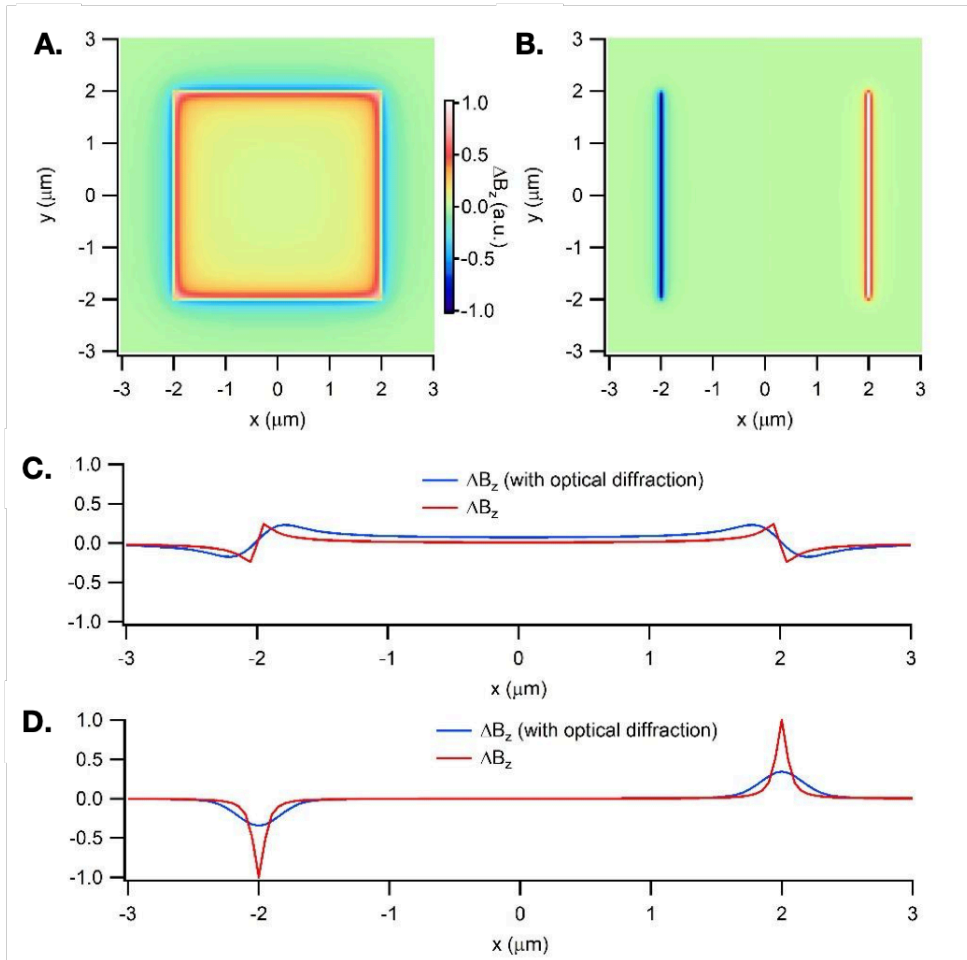 A.
B.
3
2
1
0
-1
-2
-3
y (μm)
-3 -2 -1 0 1 2 3
x (μm)
1.0
0.5
0.0
-0.5
-1.0
ΔBz (a.u.)
3
2
1
0
-1
-2
-3
y (μm)
-3 -2 -1 0 1 2 3
x (μm)
C.
1.0
0.5
0.0
-0.5
-1.0
ΔBz (with optical diffraction)
ΔBz
-3 -2 -1 0 1 2 3
x (μm)
D.
1.0
0.5
0.0
-0.5
-1.0
ΔBz (with optical diffraction)
ΔBz
-3 -2 -1 0 1 2 3
x (μm)